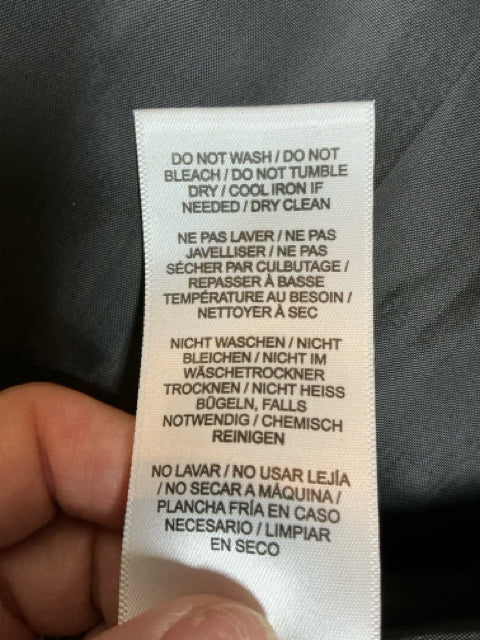 DO NOT WASH / DO NOT
BLEACH / DO NOT TUMBLE
DRY / COOL IRON IF
NEEDED / DRY CLEAN
NE PAS LAVER / NE PAS
JAVELLISER / NE PAS
SÉCHER PAR CULBUTAGE /
REPASSER À BASSE
TEMPÉRATURE AU BESOIN /
NETTOYER À SEC
NICHT WASCHEN / NICHT
BLEICHEN / NICHT IM
WÄSCHETROCKNER
TROCKNEN / NICHT HEISS
BÜGELN, FALLS
NOTWENDIG / CHEMISCH
REINIGEN
NO LAVAR / NO USAR LEJÍA
/ NO SECAR A MÁQUINA /
PLANCHA FRÍA EN CASO
NECESARIO / LIMPIAR
EN SECO